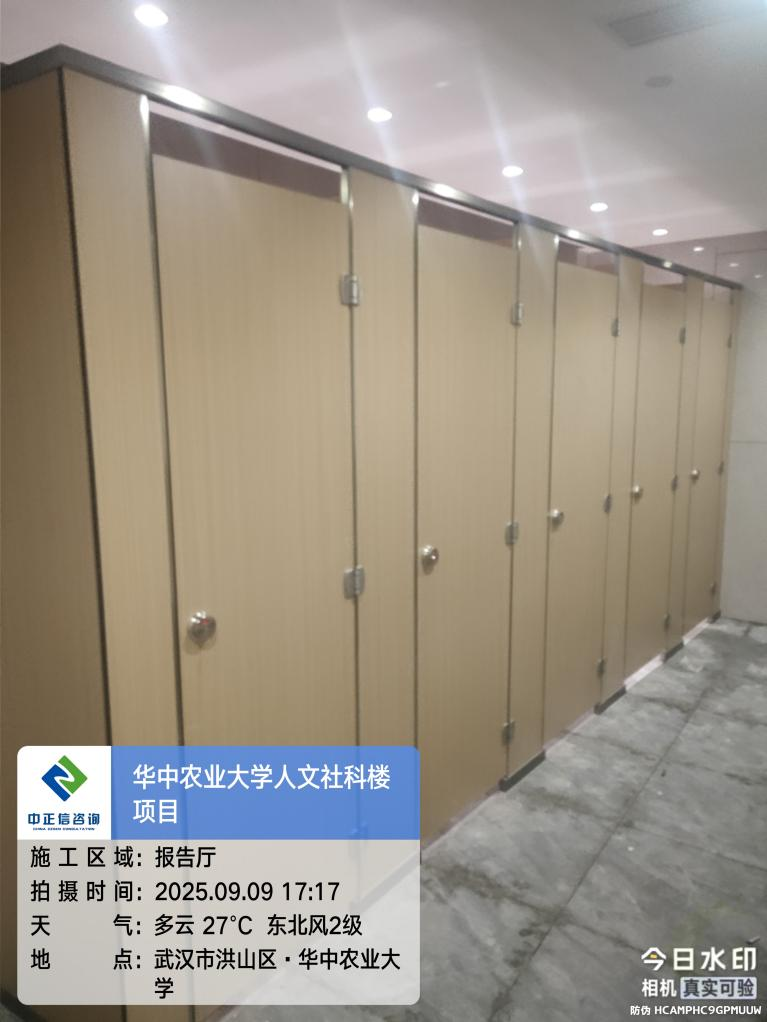 华中农业大学人文社科楼
项目
中正信咨询
施工区域：报告厅
拍摄时间：2025.09.09 17:17
天气：多云 27°C 东北风2级
地点：武汉市洪山区·华中农业大
学
今日水印
相机 真实可验
防伪 HCAMPHC9GPMUUW